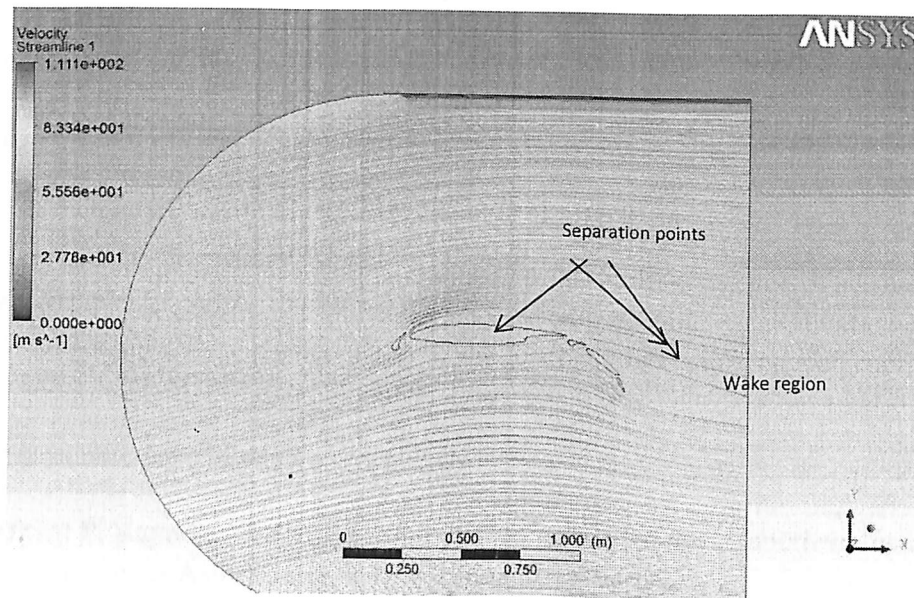 Velocity
Streamline 1
ANSYS
1.111e+002
8.334e+001
5.556e+001
2.778e+001
0.000e+000
[m s^-1]
Separation points
Wake region
0 0.500 1.000 (m)
0.250 0.750
Y
Z X